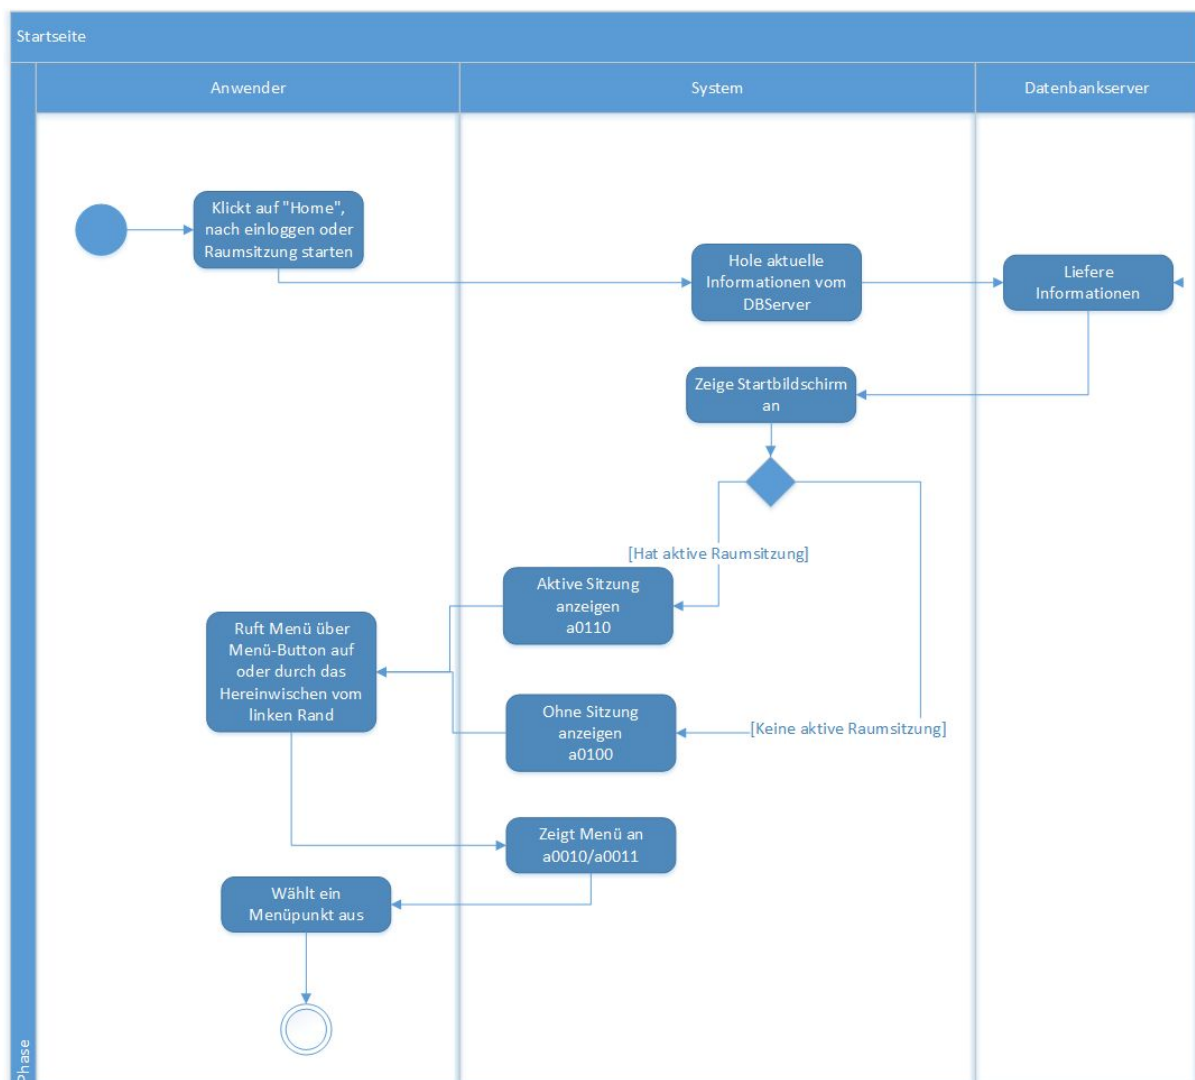 Startseite
Anwender
System
Datenbankserver
Klickt auf "Home",
nach einloggen oder
Raumsitzung starten
Hole aktuelle
Informationen vom
DBServer
Liefere
Informationen
Zeige Startbildschirm
an
[Hat aktive Raumsitzung]
Aktive Sitzung
anzeigen
a0110
Ruft Menü über
Menü-Button auf
oder durch das
Hereinwischen vom
linken Rand
Ohne Sitzung
anzeigen
a0100
[Keine aktive Raumsitzung]
Zeigt Menü an
a0010/a0011
Wählt ein
Menüpunkt aus
Phase